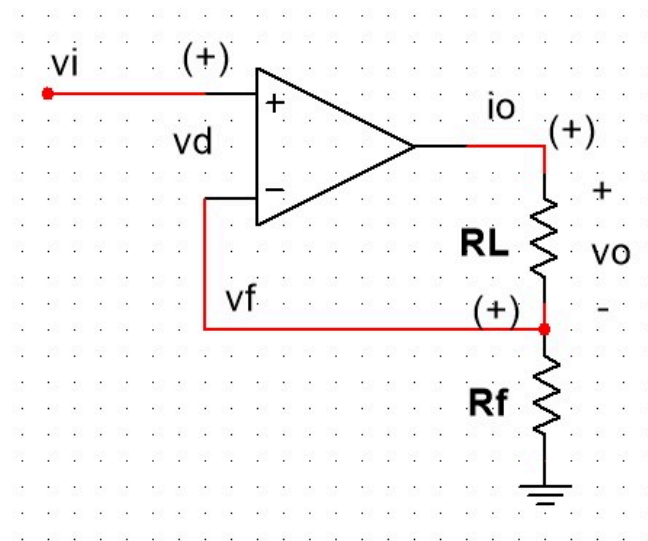 vi
(+)
+
vd
−
io
(+)
+
RL
vo
vf
(+)
-
Rf